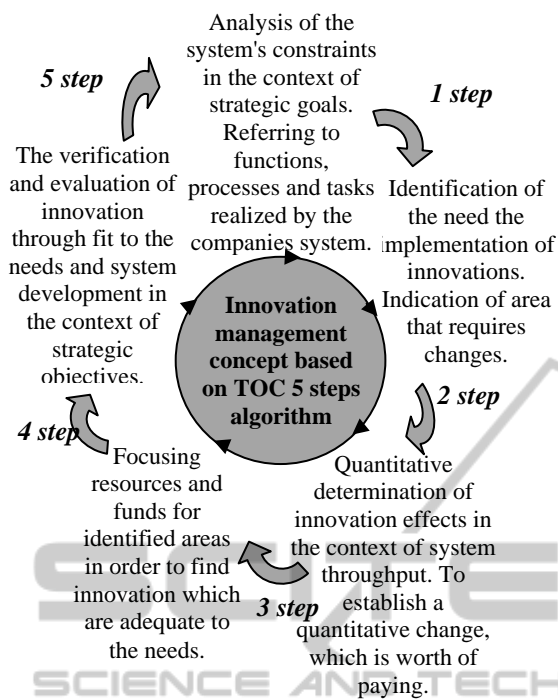 Analysis of the
system's constraints
in the context of
strategic goals.
Referring to
functions,
processes and tasks
realized by the
companies system.
1 step
Identification of
the need the
implementation of
innovations.
Indication of area
that requires
changes.
2 step
Quantitative
determination of
innovation effects in
the context of system
throughput. To
establish a
quantitative change,
which is worth of
paying.
3 step
Focusing
resources and
funds for
identified areas
in order to find
innovation which
are adequate to
the needs.
4 step
The verification
and evaluation of
innovation
through fit to the
needs and system
development in
the context of
strategic
objectives.
5 step
Innovation
management
concept based
on TOC 5 steps
algorithm
SCITE
SCIENCE AND TECH